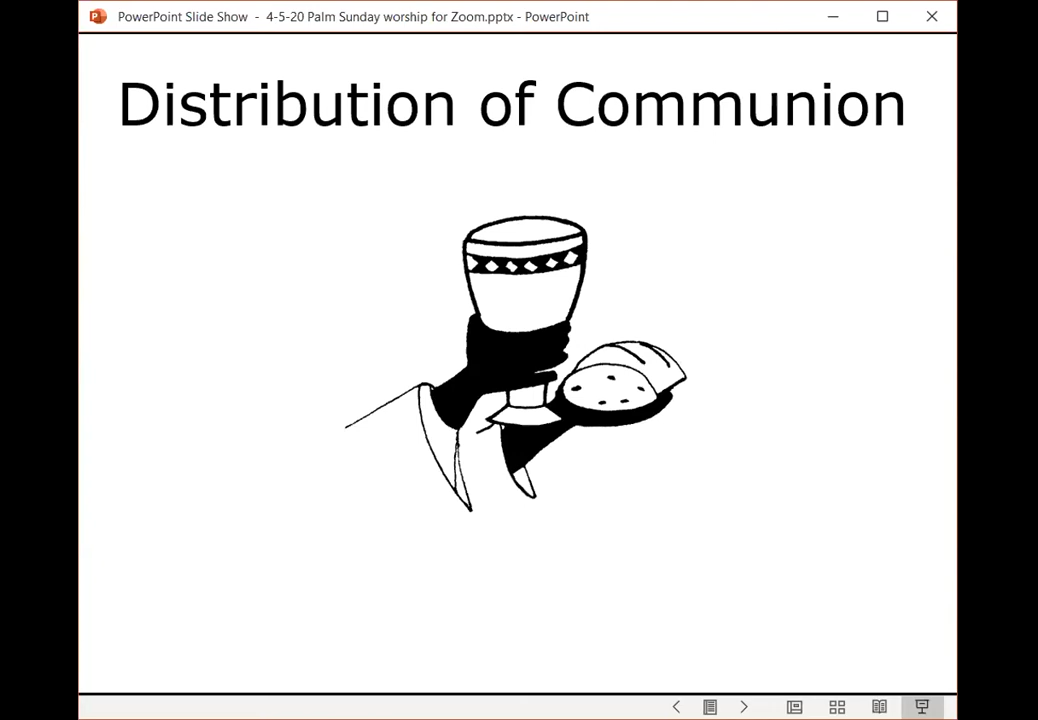 PowerPoint Slide Show - 4-5-20 Palm Sunday worship for Zoom.pptx - PowerPoint
Distribution of Communion